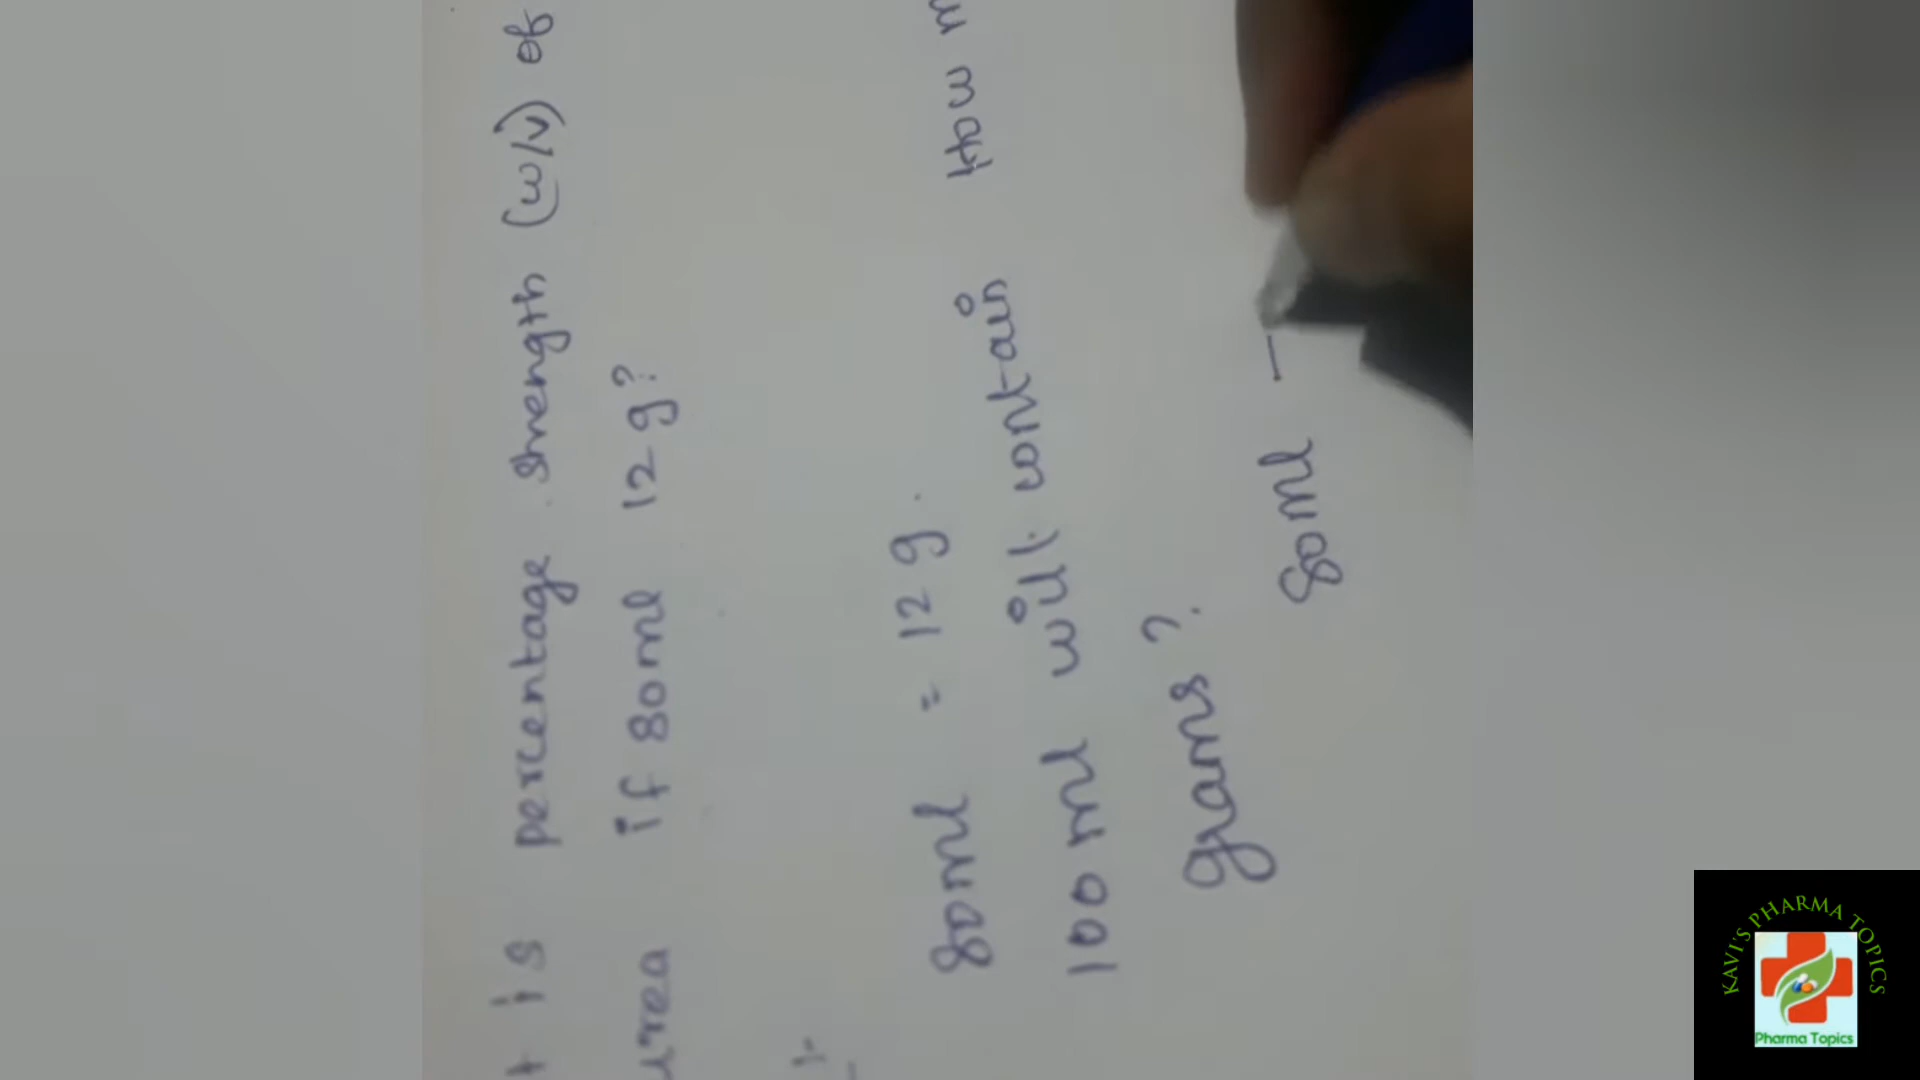 t is percentage strength (w/v) of
urea if 80ml 12g?
80ml = 12g.
100ml will contain How m
grams?
80ml –
KAVI'S PHARMA TOPICS
Pharma Topics